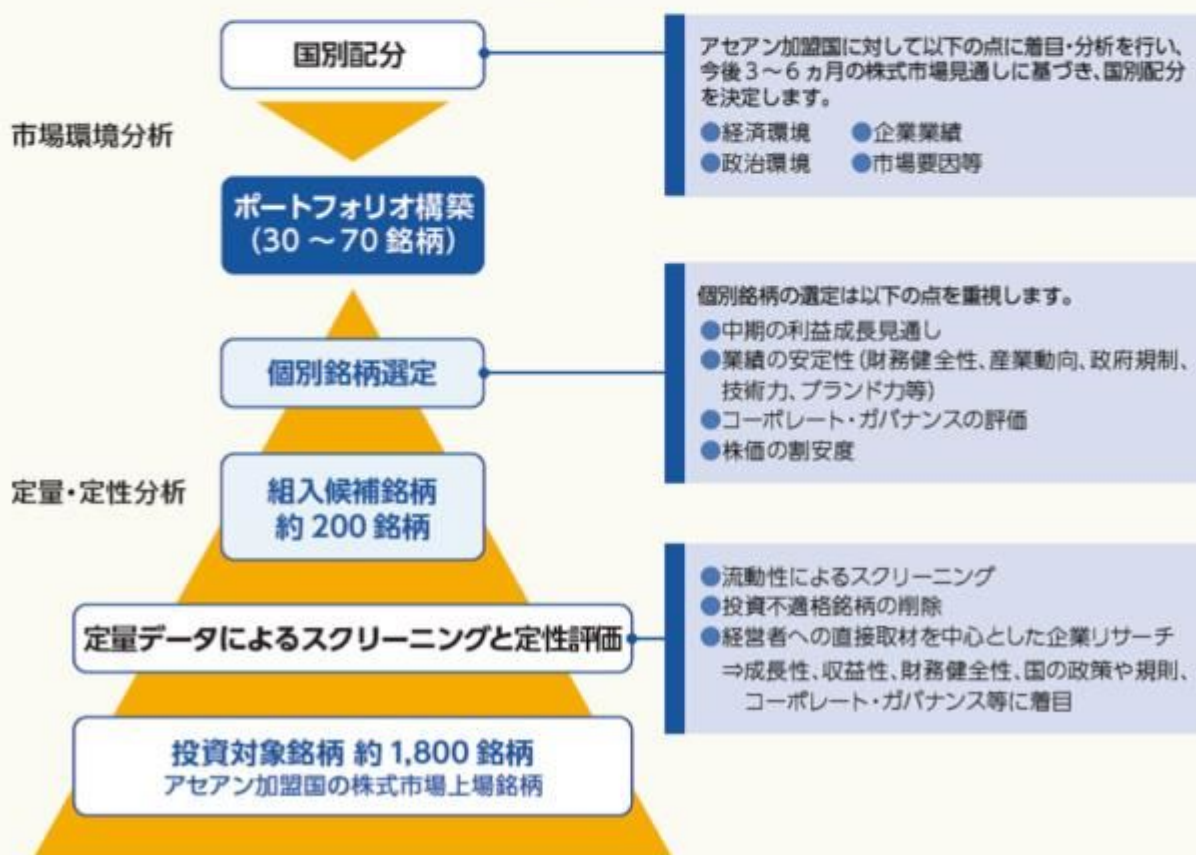 国別配分
アセアン加盟国に対して以下の点に着目・分析を行い、
今後３～６ヵ月の株式市場見通しに基づき、国別配分
を決定します。
●経済環境 ●企業業績
●政治環境 ●市場要因等
市場環境分析
ポートフォリオ構築
(30～70銘柄)
個別銘柄選定
個別銘柄の選定は以下の点を重視します。
●中期の利益成長見通し
●業績の安定性(財務健全性、産業動向、政府規制、
技術力、ブランド力等)
●コーポレート・ガバナンスの評価
●株価の割安度
定量・定性分析
組入候補銘柄
約200銘柄
定量データによるスクリーニングと定性評価
●流動性によるスクリーニング
●投資不適格銘柄の削除
●経営者への直接取材を中心とした企業リサーチ
⇒成長性、収益性、財務健全性、国の政策や規則、
コーポレート・ガバナンス等に着目
投資対象銘柄 約1,800銘柄
アセアン加盟国の株式市場上場銘柄